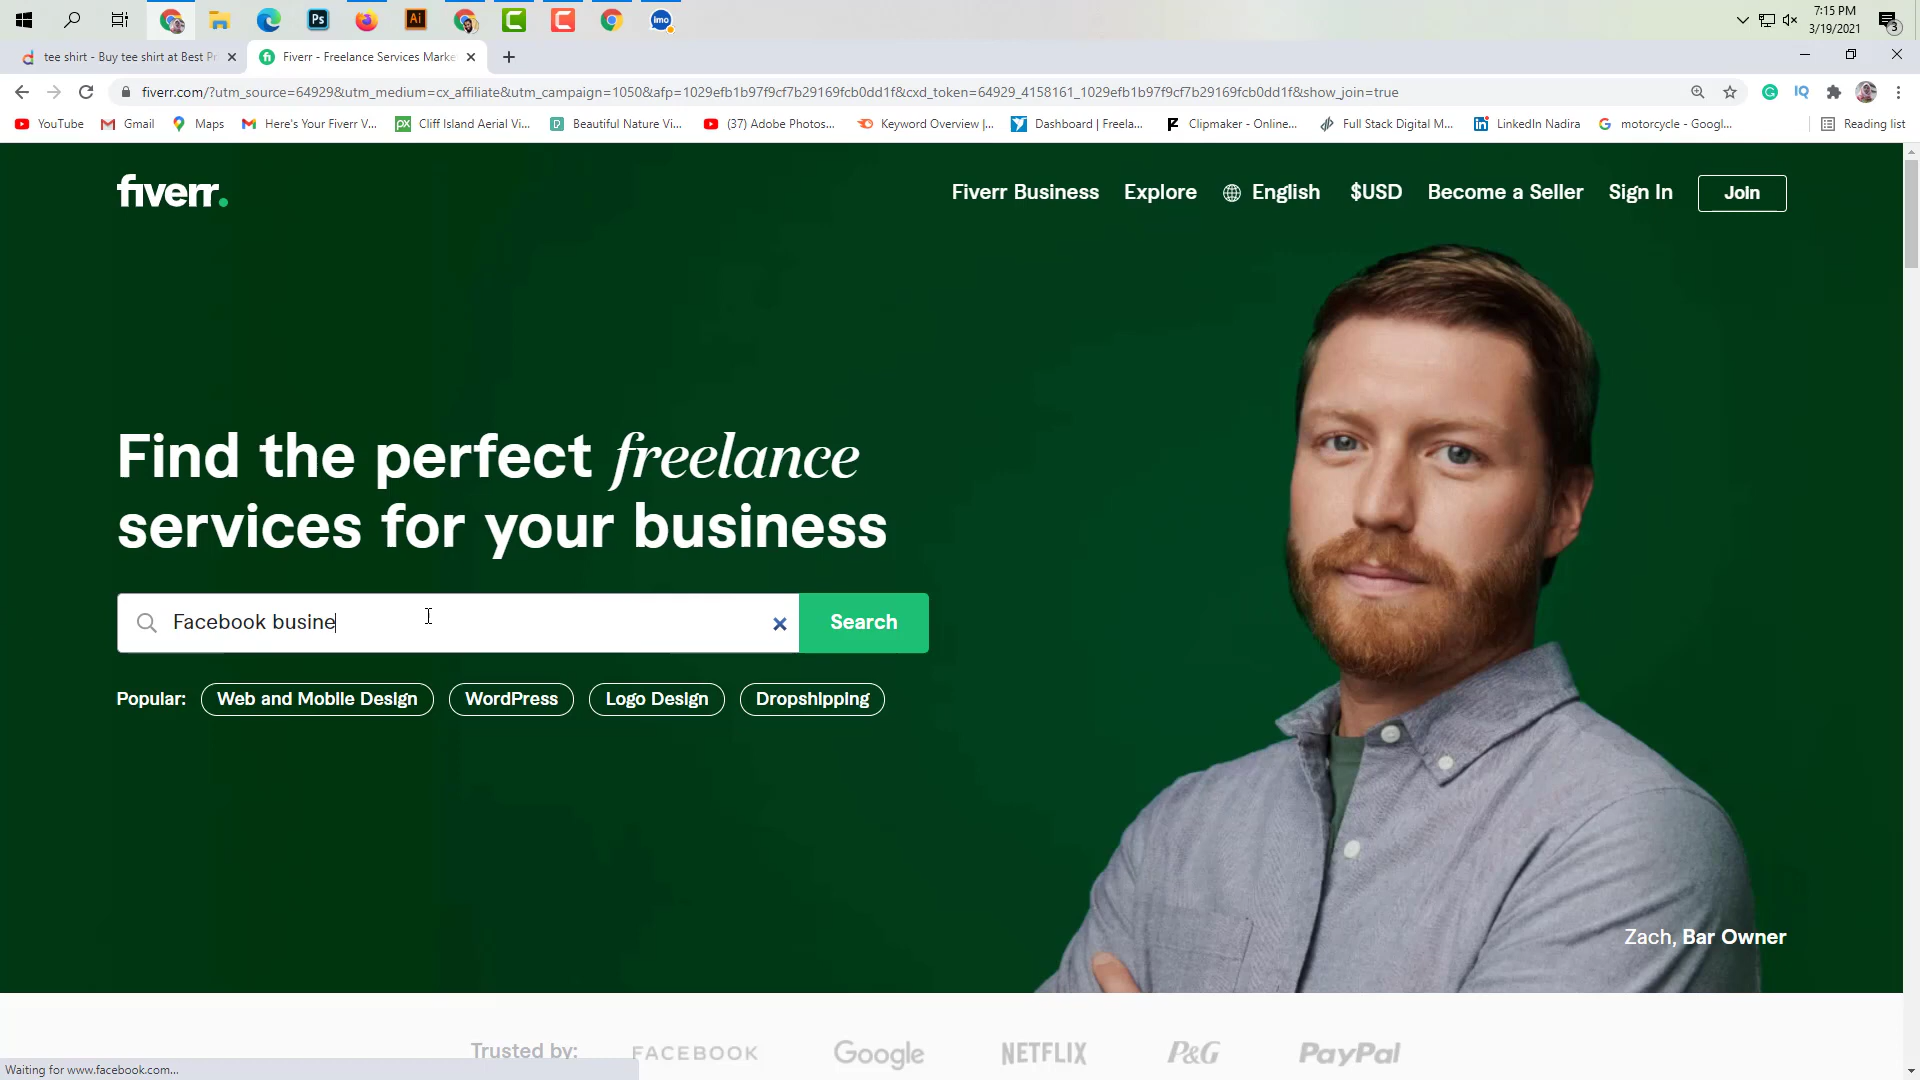 7:15 PM
3/19/2021
3
tee shirt - Buy tee shirt at Best Pr
Fiverr - Freelance Services Marke
fiverr.com/?utm_source=64929&utm_medium=cx_affiliate&utm_campaign=1050&afp=1029efb1b97f9cf7b29169fcb0dd1f&cxd_token=64929_4158161_1029efb1b97f9cf7b29169fcb0dd1f&show_join=true
YouTube
Gmail
Maps
Here's Your Fiverr V...
Cliff Island Aerial Vi...
Beautiful Nature Vi...
(37) Adobe Photos...
Keyword Overview |...
Dashboard | Freela...
Clipmaker - Online...
Full Stack Digital M...
LinkedIn Nadira
motorcycle - Googl...
Reading list
fiverr.
Fiverr Business
Explore
English
$USD
Become a Seller
Sign In
Join
Find the perfect freelance
services for your business
Facebook busine
Search
Popular:
Web and Mobile Design
WordPress
Logo Design
Dropshipping
Zach, Bar Owner
Trusted by:
FACEBOOK
Google
NETFLIX
P&G
PayPal
Waiting for www.facebook.com...